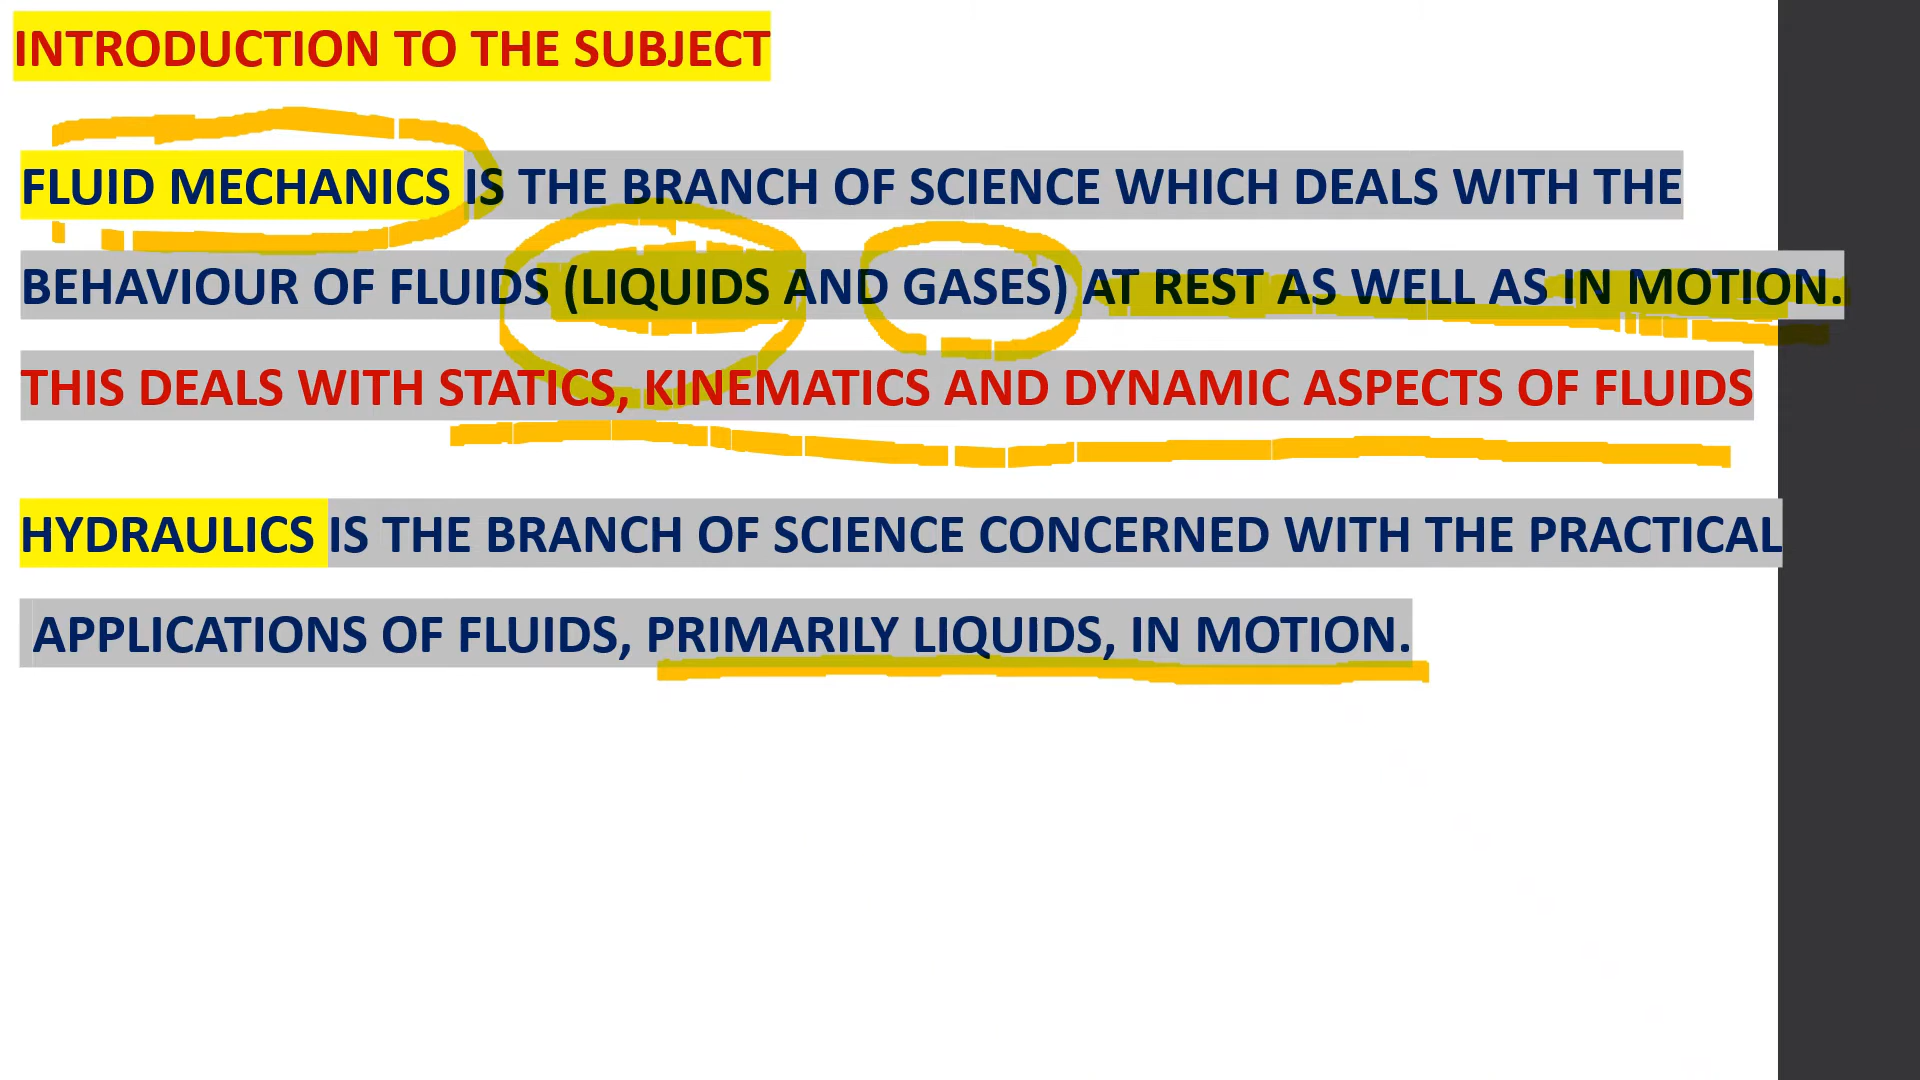 INTRODUCTION TO THE SUBJECT
FLUID MECHANICS IS THE BRANCH OF SCIENCE WHICH DEALS WITH THE
BEHAVIOUR OF FLUIDS (LIQUIDS AND GASES) AT REST AS WELL AS IN MOTION.
THIS DEALS WITH STATICS, KINEMATICS AND DYNAMIC ASPECTS OF FLUIDS
HYDRAULICS IS THE BRANCH OF SCIENCE CONCERNED WITH THE PRACTICAL
APPLICATIONS OF FLUIDS, PRIMARILY LIQUIDS, IN MOTION.